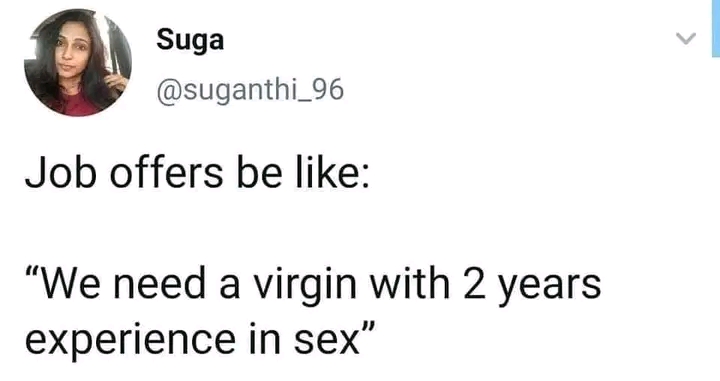 Suga
@suganthi_96
Job offers be like:
“We need a virgin with 2 years
experience in sex”